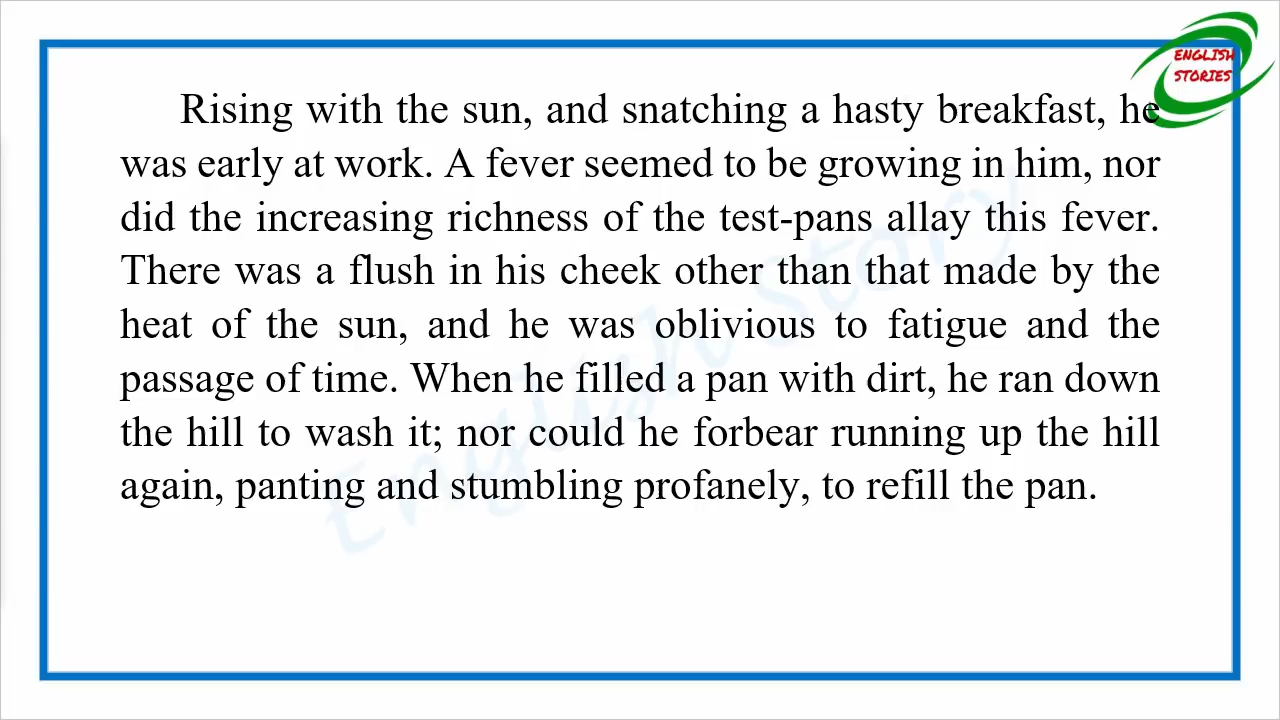 ENGLISH
STORIES
Rising with the sun, and snatching a hasty breakfast, he
was early at work. A fever seemed to be growing in him, nor
did the increasing richness of the test-pans allay this fever.
There was a flush in his cheek other than that made by the
heat of the sun, and he was oblivious to fatigue and the
passage of time. When he filled a pan with dirt, he ran down
the hill to wash it; nor could he forbear running up the hill
again, panting and stumbling profanely, to refill the pan.
English Story